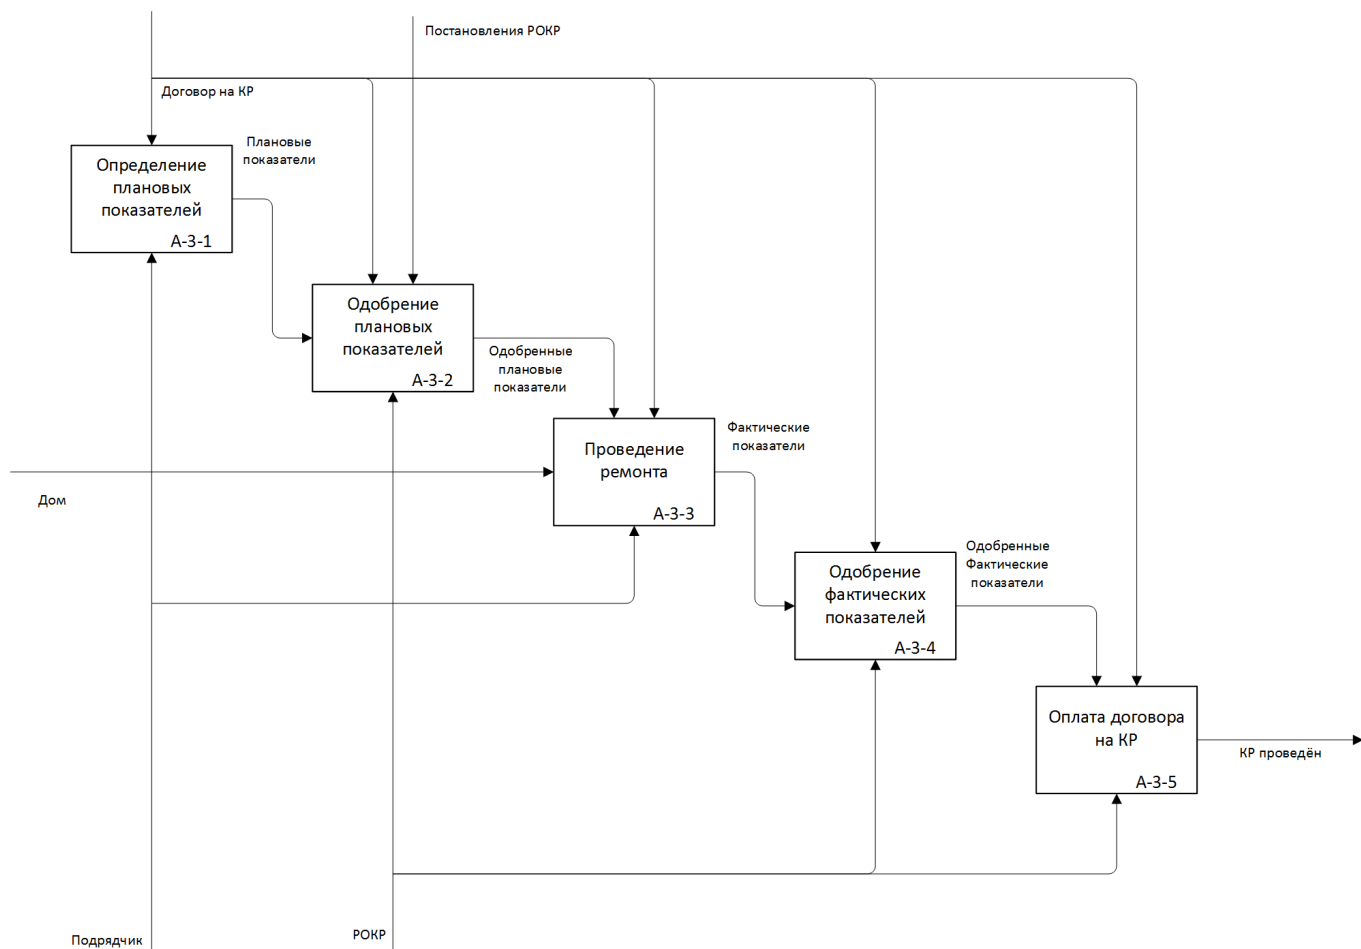 Постановления РОКР
Договор на КР
Плановые
показатели
Определение
плановых
показателей
А-3-1
Одобрение
плановых
показателей
А-3-2
Одобренные
плановые
показатели
Проведение
ремонта
А-3-3
Фактические
показатели
Дом
Одобрение
фактических
показателей
А-3-4
Одобренные
Фактические
показатели
Оплата договора
на КР
А-3-5
КР проведён
Подрядчик
РОКР